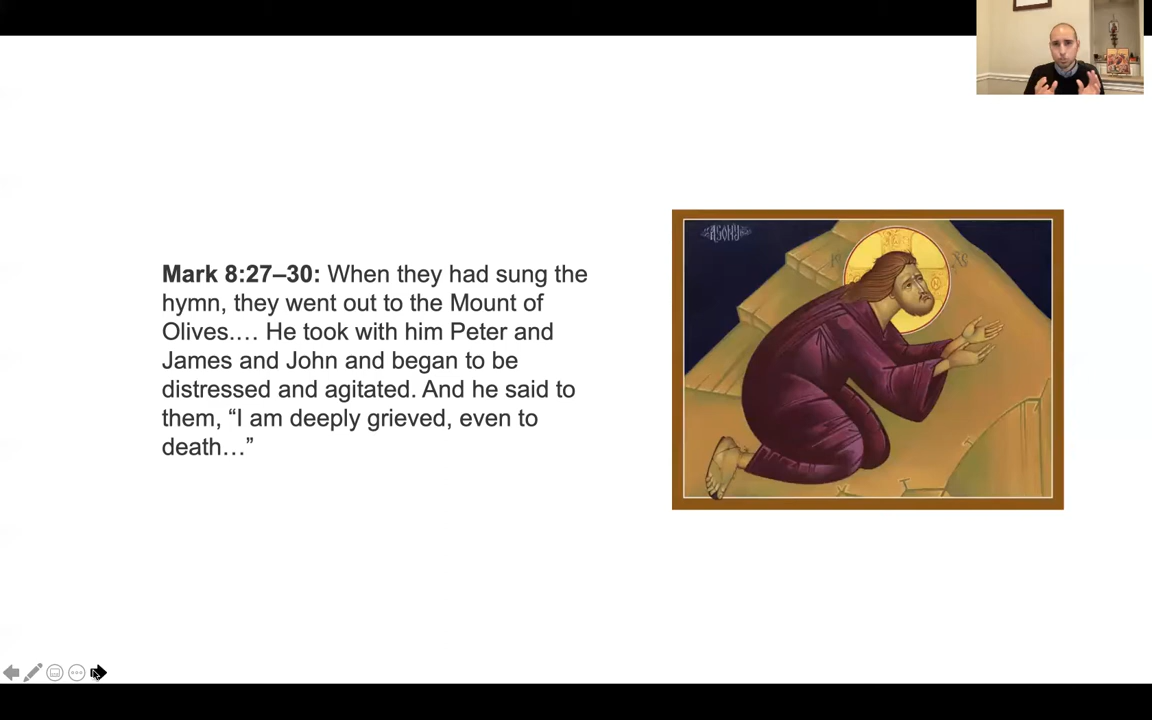 Mark 8:27–30: When they had sung the
hymn, they went out to the Mount of
Olives.… He took with him Peter and
James and John and began to be
distressed and agitated. And he said to
them, “I am deeply grieved, even to
death…”
AGONY